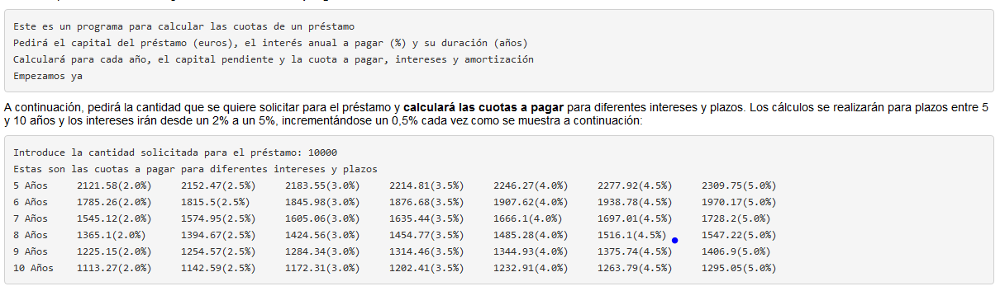 Este es un programa para calcular las cuotas de un préstamo
Pedirá el capital del préstamo (euros), el interés anual a pagar (%) y su duración (años)
Calculará para cada año, el capital pendiente y la cuota a pagar, intereses y amortización
Empezamos ya
A continuación, pedirá la cantidad que se quiere solicitar para el préstamo y calculará las cuotas a pagar para diferentes intereses y plazos. Los cálculos se realizarán para plazos entre 5
y 10 años y los intereses irán desde un 2% a un 5%, incrementándose un 0,5% cada vez como se muestra a continuación:
Introduce la cantidad solicitada para el préstamo: 10000
Estas son las cuotas a pagar para diferentes intereses y plazos
5 Años 2121.58(2.0%) 2152.47(2.5%) 2183.55(3.0%) 2214.81(3.5%) 2246.27(4.0%) 2277.92(4.5%) 2309.75(5.0%)
6 Años 1785.26(2.0%) 1815.5(2.5%) 1845.98(3.0%) 1876.68(3.5%) 1907.62(4.0%) 1938.78(4.5%) 1970.17(5.0%)
7 Años 1545.12(2.0%) 1574.95(2.5%) 1605.06(3.0%) 1635.44(3.5%) 1666.1(4.0%) 1697.01(4.5%) 1728.2(5.0%)
8 Años 1365.1(2.0%) 1394.67(2.5%) 1424.56(3.0%) 1454.77(3.5%) 1485.28(4.0%) 1516.1(4.5%) 1547.22(5.0%)
9 Años 1225.15(2.0%) 1254.57(2.5%) 1284.34(3.0%) 1314.46(3.5%) 1344.93(4.0%) 1375.74(4.5%) 1406.9(5.0%)
10 Años 1113.27(2.0%) 1142.59(2.5%) 1172.31(3.0%) 1202.41(3.5%) 1232.91(4.0%) 1263.79(4.5%) 1295.05(5.0%)